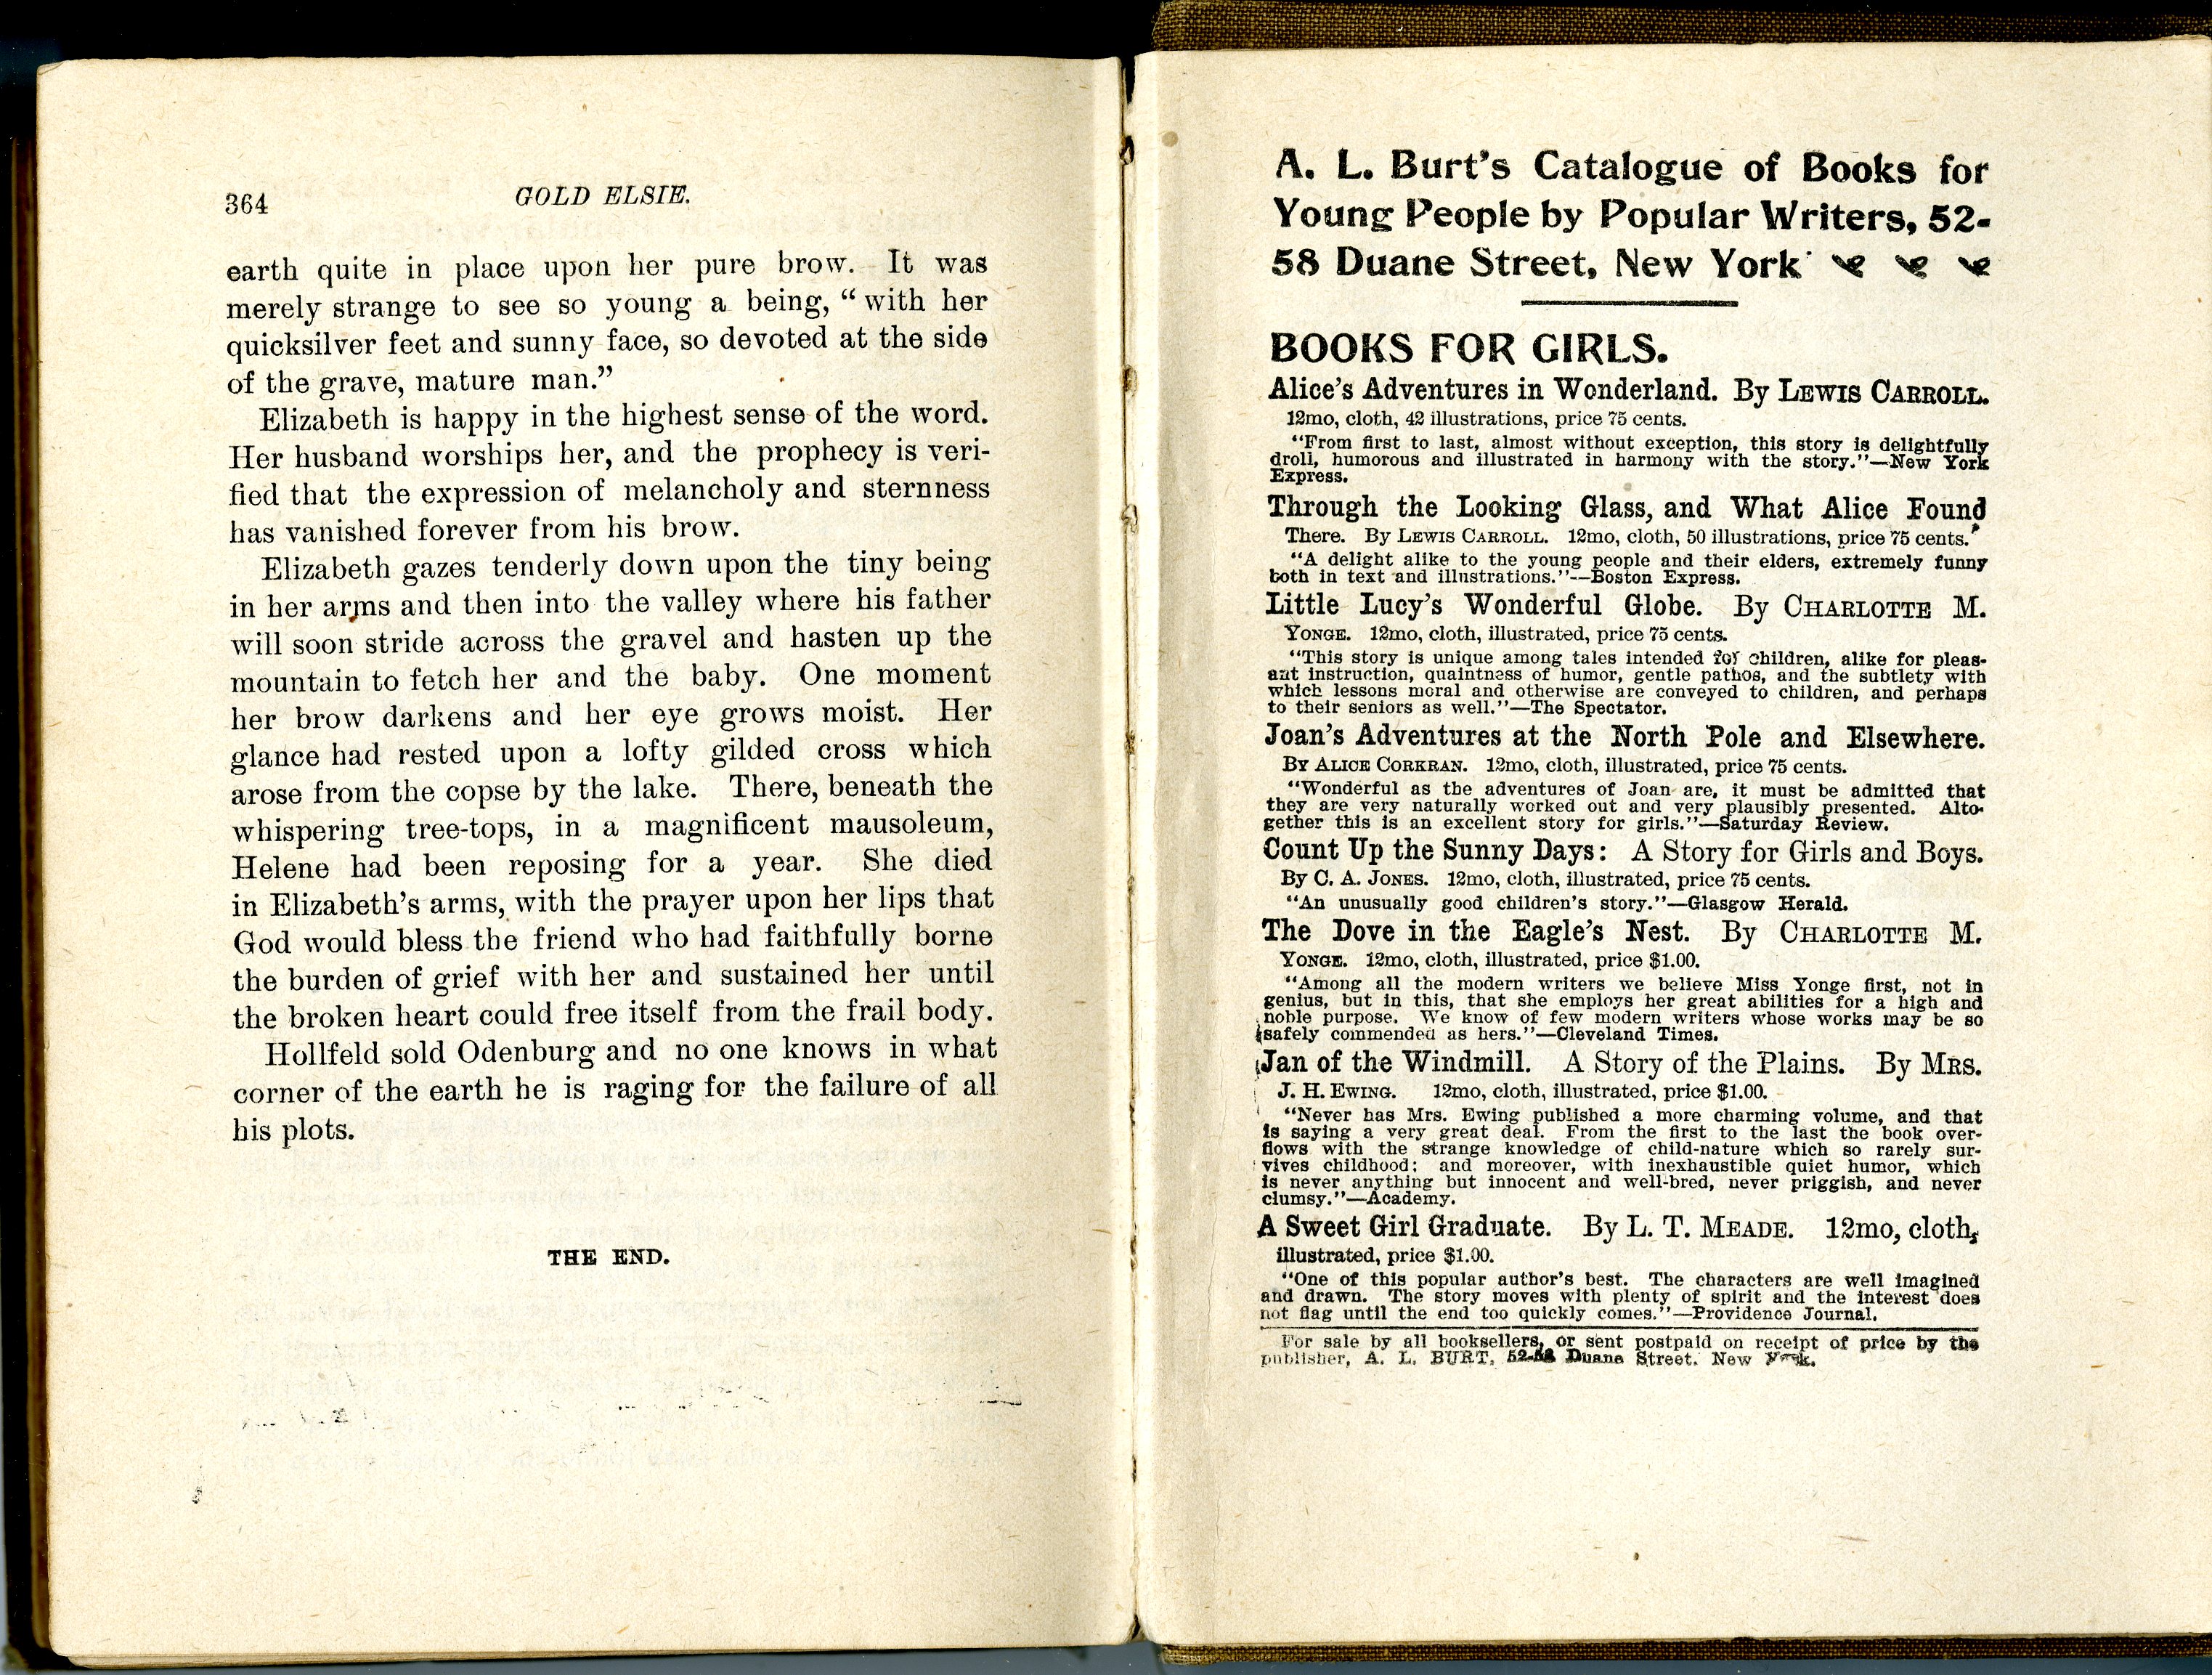 364
GOLD ELSIE.
earth quite in place upon her pure brow. It was
merely strange to see so young a being, “with her
quicksilver feet and sunny face, so devoted at the side
of the grave, mature man.”
Elizabeth is happy in the highest sense of the word.
Her husband worships her, and the prophecy is veri-
fied that the expression of melancholy and sternness
has vanished forever from his brow.
Elizabeth gazes tenderly down upon the tiny being
in her arms and then into the valley where his father
will soon stride across the gravel and hasten up the
mountain to fetch her and the baby. One moment
her brow darkens and her eye grows moist. Her
glance had rested upon a lofty gilded cross which
arose from the copse by the lake. There, beneath the
whispering tree-tops, in a magnificent mausoleum,
Helene had been reposing for a year. She died
in Elizabeth's arms, with the prayer upon her lips that
God would bless the friend who had faithfully borne
the burden of grief with her and sustained her until
the broken heart could free itself from the frail body.
Hollfeld sold Odenburg and no one knows in what
corner of the earth he is raging for the failure of all
his plots.
THE END.
A. L. Burt's Catalogue of Books for
Young People by Popular Writers, 52-
58 Duane Street, New York
BOOKS FOR GIRLS.
Alice's Adventures in Wonderland. By LEWIS CARROLL.
12mo, cloth, 42 illustrations, price 75 cents.
“From first to last, almost without exception, this story is delightfully
droll, humorous and illustrated in harmony with the story.”—New York
Express.
Through the Looking Glass, and What Alice Found
There. By LEWIS CARROLL. 12mo, cloth, 50 illustrations, price 75 cents.
“A delight alike to the young people and their elders, extremely funny
both in text and illustrations.”--Boston Express.
Little Lucy's Wonderful Globe. By CHARLOTTE M.
YONGE. 12mo, cloth, illustrated, price 75 cents.
“This story is unique among tales intended for children, alike for pleas-
ant instruction, quaintness of humor, gentle pathos, and the subtlety with
which lessons moral and otherwise are conveyed to children, and perhaps
to their seniors as well.”—The Spectator.
Joan's Adventures at the North Pole and Elsewhere.
By ALICE CORKRAN. 12mo, cloth, illustrated, price 75 cents.
“Wonderful as the adventures of Joan are, it must be admitted that
they are very naturally worked out and very plausibly presented. Alto-
gether this is an excellent story for girls.”—Saturday Review.
Count Up the Sunny Days: A Story for Girls and Boys.
By C. A. JONES. 12mo, cloth, illustrated, price 75 cents.
“An unusually good children's story.”—Glasgow Herald.
The Dove in the Eagle's Nest. By CHARLOTTE M.
YONGE. 12mo, cloth, illustrated, price $1.00.
“Among all the modern writers we believe Miss Yonge first, not in
genius, but in this, that she employs her great abilities for a high and
noble purpose. We know of few modern writers whose works may be so
safely commended as hers.”—Cleveland Times.
Jan of the Windmill. A Story of the Plains. By MRS.
J. H. EWING. 12mo, cloth, illustrated, price $1.00.
“Never has Mrs. Ewing published a more charming volume, and that
is saying a very great deal. From the first to the last the book over-
flows with the strange knowledge of child-nature which so rarely sur-
vives childhood; and moreover, with inexhaustible quiet humor, which
is never anything but innocent and well-bred, never priggish, and never
clumsy.”—Academy.
A Sweet Girl Graduate. By L. T. MEADE. 12mo, cloth,
illustrated, price $1.00.
“One of this popular author's best. The characters are well imagined
and drawn. The story moves with plenty of spirit and the interest does
not flag until the end too quickly comes.”—Providence Journal.
For sale by all booksellers, or sent postpaid on receipt of price by the
publisher, A. L. BURT, 52-58 Duane Street, New York.